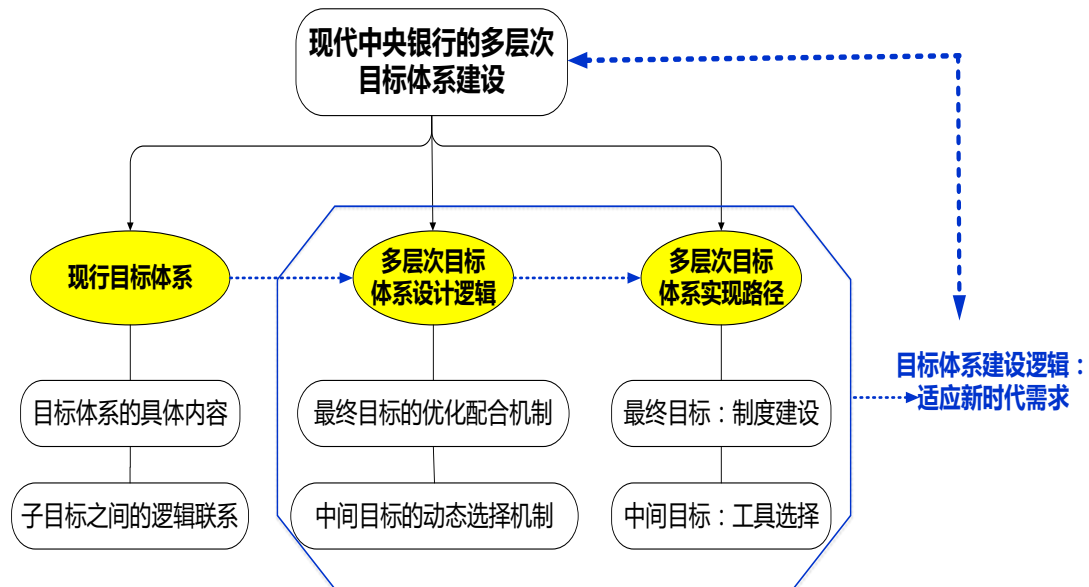 现代中央银行的多层次
目标体系建设
现行目标体系
多层次目标
体系设计逻辑
多层次目标
体系实现路径
目标体系建设逻辑：
适应新时代需求
目标体系的具体内容
最终目标的优化配合机制
最终目标：制度建设
子目标之间的逻辑联系
中间目标的动态选择机制
中间目标：工具选择